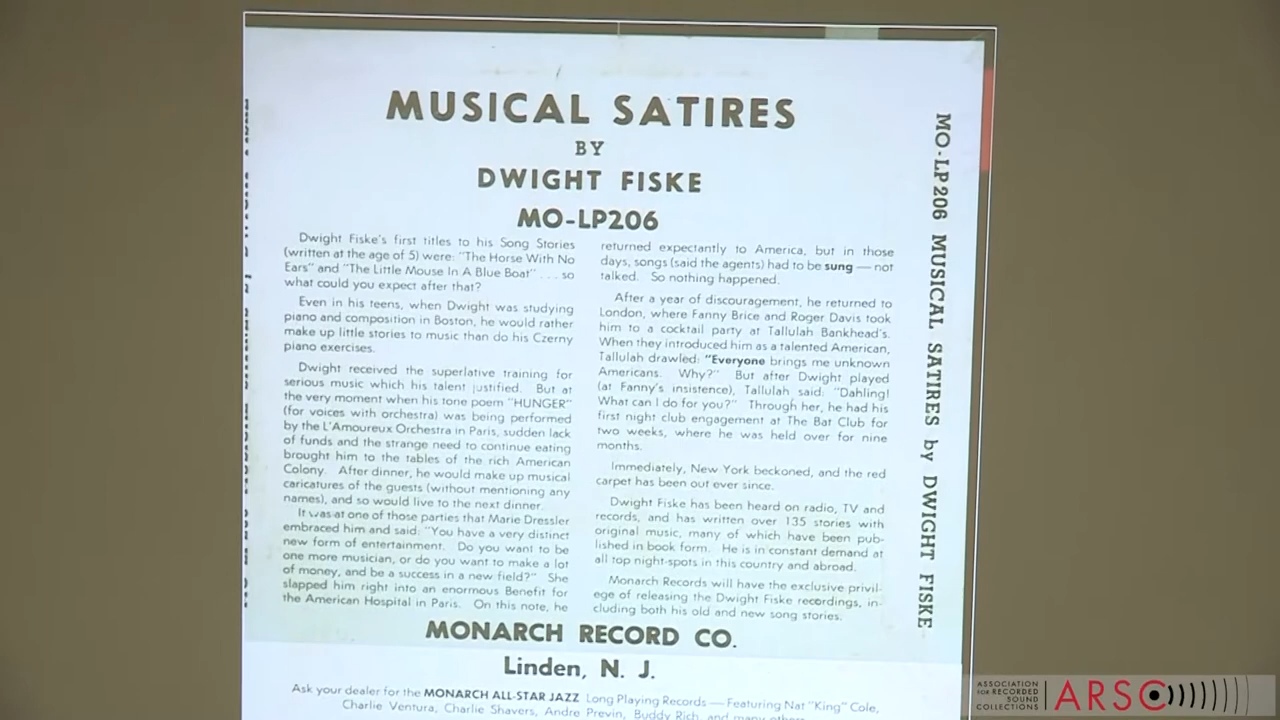 MUSICAL SATIRES
BY
DWIGHT FISKE
MO-LP206
Dwight Fiske's first titles to his Song Stories
(written at the age of 5) were: "The Horse With No
Ears" and "The Little Mouse In A Blue Boat" . . . so
what could you expect after that?
Even in his teens, when Dwight was studying
piano and composition in Boston, he would rather
make up little stories to music than do his Czerny
piano exercises.
Dwight received the superlative training for
serious music which his talent justified. But at
the very moment when his tone poem "HUNGER"
(for voices with orchestra) was being performed
by the L'Amoureux Orchestra in Paris, sudden lack
of funds and the strange need to continue eating
brought him to the tables of the rich American
Colony. After dinner, he would make up musical
caricatures of the guests (without mentioning any
names), and so would live to the next dinner.
It was at one of those parties that Marie Dressler
embraced him and said: "You have a very distinct
new form of entertainment. Do you want to be
one more musician, or do you want to make a lot
of money, and be a success in a new field?" She
slapped him right into an enormous Benefit for
the American Hospital in Paris. On this note, he
returned expectantly to America, but in those
days, songs (said the agents) had to be sung — not
talked. So nothing happened.
After a year of discouragement, he returned to
London, where Fanny Brice and Roger Davis took
him to a cocktail party at Tallulah Bankhead's.
When they introduced him as a talented American,
Tallulah drawled: "Everyone brings me unknown
Americans. Why?" But after Dwight played
(at Fanny's insistence), Tallulah said: "Dahling!
What can I do for you?" Through her, he had his
first night club engagement at The Bat Club for
two weeks, where he was held over for nine
months.
Immediately, New York beckoned, and the red
carpet has been out ever since.
Dwight Fiske has been heard on radio, TV and
records, and has written over 135 stories with
original music, many of which have been pub-
lished in book form. He is in constant demand at
all top night-spots in this country and abroad.
Monarch Records will have the exclusive privil-
ege of releasing the Dwight Fiske recordings, in-
cluding both his old and new song stories.
MONARCH RECORD CO.
Linden, N. J.
Ask your dealer for the MONARCH ALL-STAR JAZZ Long Playing Records — Featuring Nat "King" Cole,
Charlie Ventura, Charlie Shavers, Andre Previn, Buddy Rich, and many others
MO-LP206 MUSICAL SATIRES by DWIGHT FISKE
ASSOCIATION
FOR RECORDED
SOUND
COLLECTIONS
ARSC